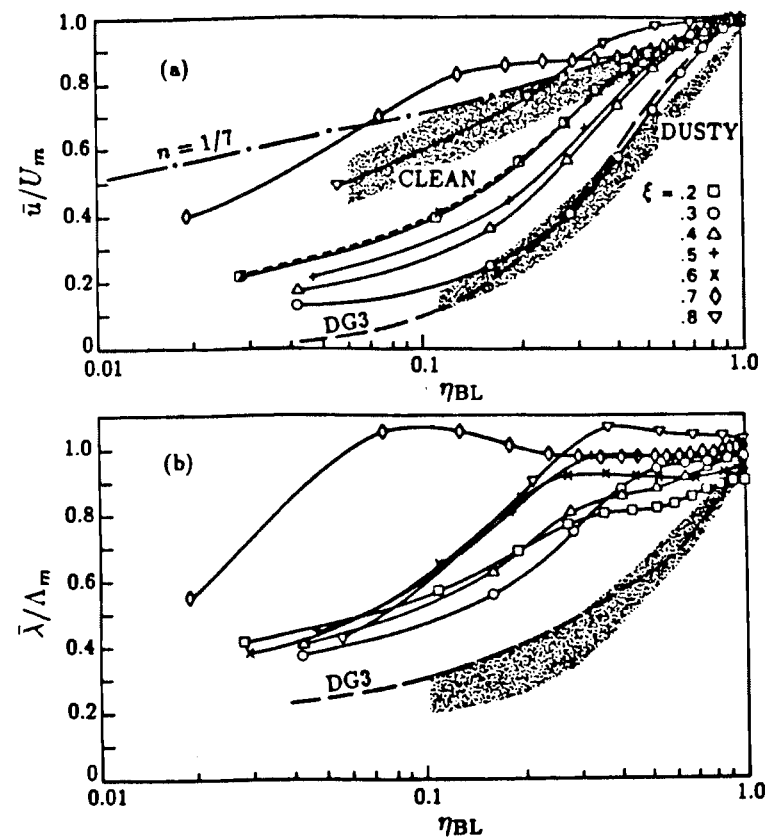 1.0
0.8
0.6
0.4
0.2
0
ū/U_m
(a)
n = 1/7
CLEAN
DUSTY
DG3
ξ = .2
.3
.4
.5
.6
.7
.8
0.01
0.1
1.0
η_BL
1.0
0.8
0.6
0.4
0.2
0
λ̄/Λ_m
(b)
DG3
0.01
0.1
1.0
η_BL